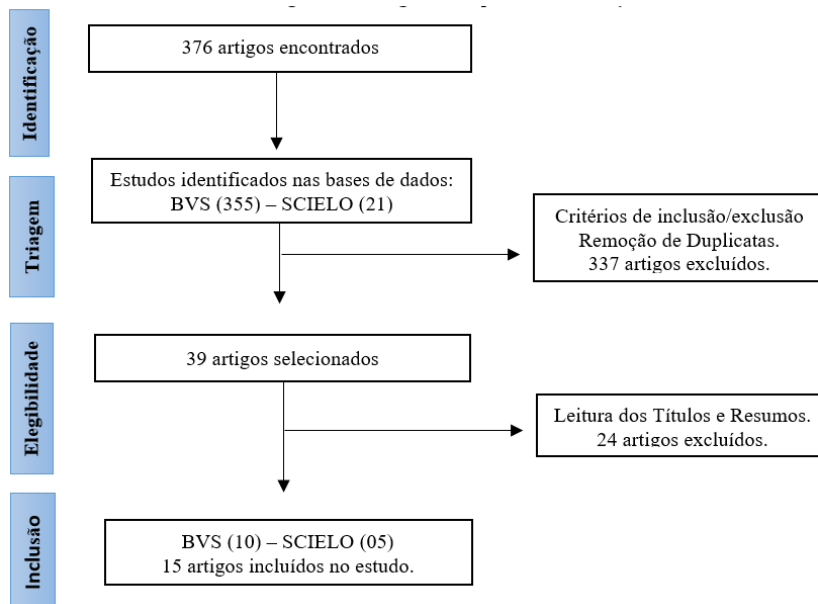 Identificação
376 artigos encontrados
Triagem
Estudos identificados nas bases de dados:
BVS (355) – SCIELO (21)
Critérios de inclusão/exclusão
Remoção de Duplicatas.
337 artigos excluídos.
Elegibilidade
39 artigos selecionados
Leitura dos Títulos e Resumos.
24 artigos excluídos.
Inclusão
BVS (10) – SCIELO (05)
15 artigos incluídos no estudo.